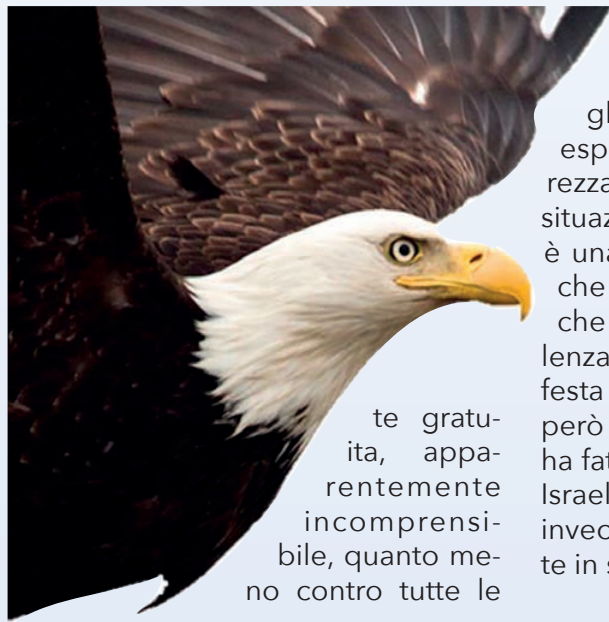 te gratu-
ita, appa-
rentemente
incomprensi-
bile, quanto me-
no contro tutte le
esp
rezza
situaz
è una
che
che
lenza
festa
però
ha fat
Israel
invec
te in s